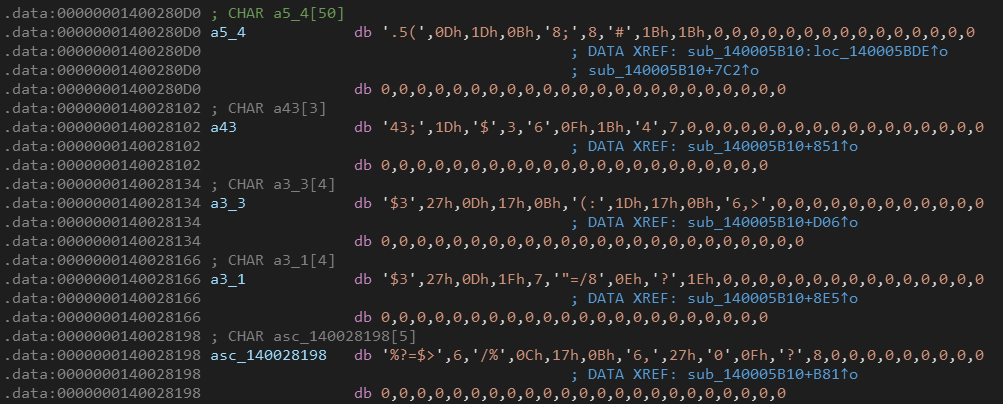 .data:00000001400280D0 ; CHAR a5_4[50]
.data:00000001400280D0 a5_4 db '.5(',0Dh,1Dh,0Bh,'8;',8,'#',1Bh,1Bh,0,0,0,0,0,0,0,0,0,0,0,0,0,0,0
.data:00000001400280D0 ; DATA XREF: sub_140005B10:loc_140005BDE↑o
.data:00000001400280D0 ; sub_140005B10+7C2↑o
.data:00000001400280D0 db 0,0,0,0,0,0,0,0,0,0,0,0,0,0,0,0,0,0,0,0,0,0,0
.data:0000000140028102 ; CHAR a43[3]
.data:0000000140028102 a43 db '43;',1Dh,'$',3,'6',0Fh,1Bh,'4',7,0,0,0,0,0,0,0,0,0,0,0,0,0,0,0,0,0
.data:0000000140028102 ; DATA XREF: sub_140005B10+851↑o
.data:0000000140028102 db 0,0,0,0,0,0,0,0,0,0,0,0,0,0,0,0,0,0,0,0,0,0
.data:0000000140028134 ; CHAR a3_3[4]
.data:0000000140028134 a3_3 db '$3',27h,0Dh,17h,0Bh,'(:',1Dh,17h,0Bh,'6,>',0,0,0,0,0,0,0,0,0,0,0,0
.data:0000000140028134 ; DATA XREF: sub_140005B10+D06↑o
.data:0000000140028134 db 0,0,0,0,0,0,0,0,0,0,0,0,0,0,0,0,0,0,0,0,0,0,0,0
.data:0000000140028166 ; CHAR a3_1[4]
.data:0000000140028166 a3_1 db '$3',27h,0Dh,1Fh,7,'"=/8',0Eh,'?',1Eh,0,0,0,0,0,0,0,0,0,0,0,0,0,0,0
.data:0000000140028166 ; DATA XREF: sub_140005B10+8E5↑o
.data:0000000140028166 db 0,0,0,0,0,0,0,0,0,0,0,0,0,0,0,0,0,0,0,0,0,0
.data:0000000140028198 ; CHAR asc_140028198[5]
.data:0000000140028198 asc_140028198 db '%?=$>',6,'/%',0Ch,17h,0Bh,'6,',27h,'0',0Fh,'?',8,0,0,0,0,0,0,0,0,0
.data:0000000140028198 ; DATA XREF: sub_140005B10+B81↑o
.data:0000000140028198 db 0,0,0,0,0,0,0,0,0,0,0,0,0,0,0,0,0,0,0,0,0,0,0